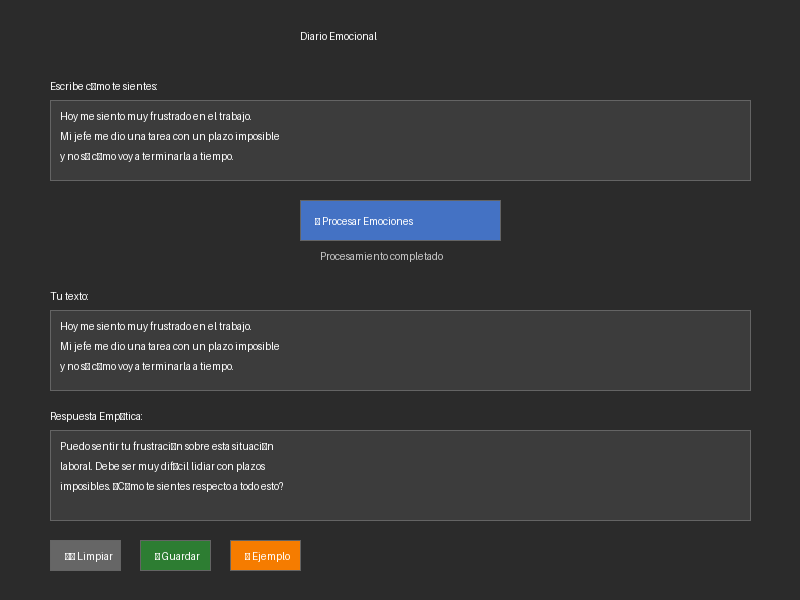 Diario Emocional
Escribe c▯mo te sientes:
Hoy me siento muy frustrado en el trabajo.
Mi jefe me dio una tarea con un plazo imposible
y no s▯ c▯mo voy a terminarla a tiempo.
▯ Procesar Emociones
Procesamiento completado
Tu texto:
Hoy me siento muy frustrado en el trabajo.
Mi jefe me dio una tarea con un plazo imposible
y no s▯ c▯mo voy a terminarla a tiempo.
Respuesta Emp▯tica:
Puedo sentir tu frustraci▯n sobre esta situaci▯n
laboral. Debe ser muy dif▯cil lidiar con plazos
imposibles. ▯C▯mo te sientes respecto a todo esto?
▯▯ Limpiar ▯ Guardar ▯ Ejemplo